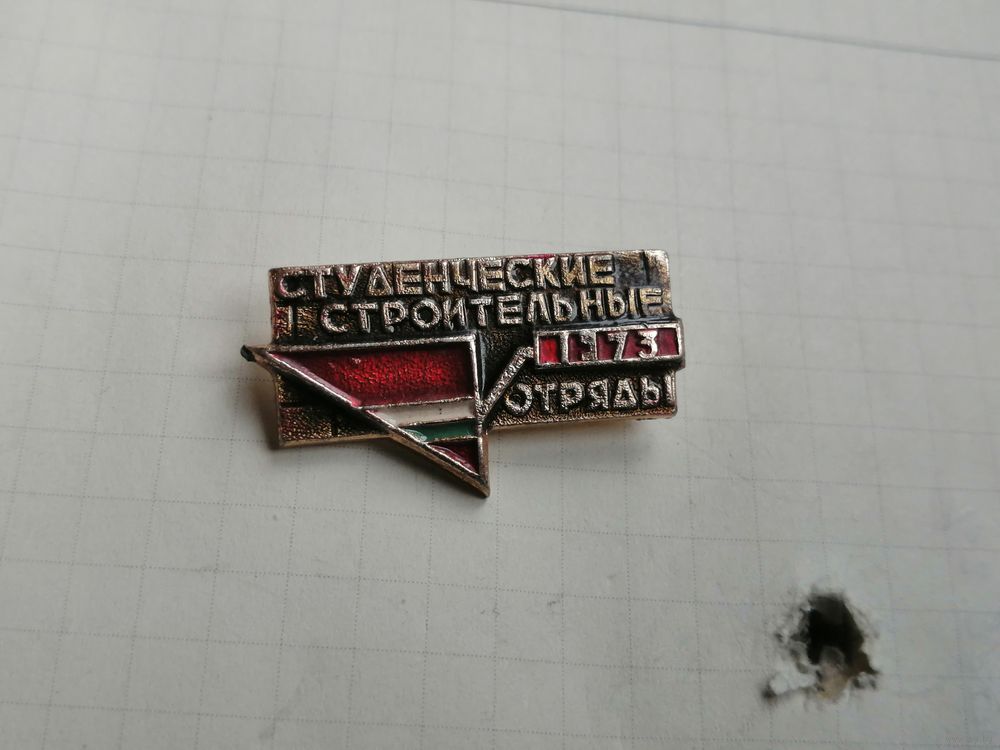 СТУДЕНЧЕСКИЕ
СТРОИТЕЛЬНЫЕ
1973
ОТРЯДЫ